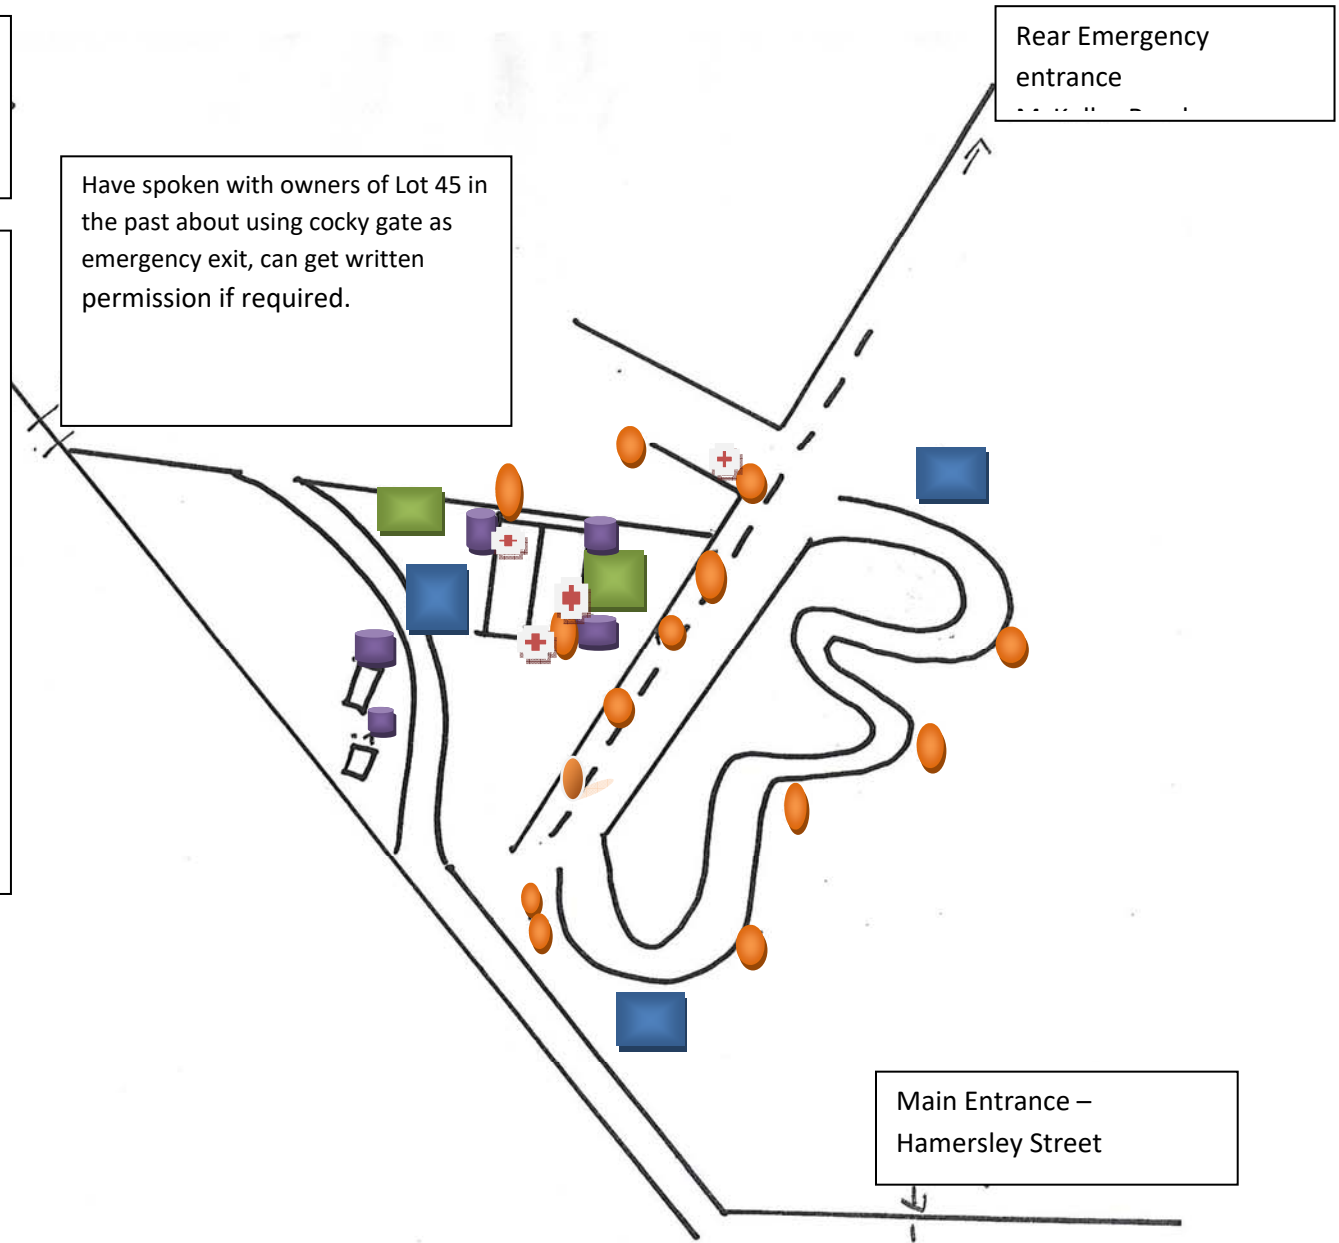 Rear Emergency
entrance
Have spoken with owners of Lot 45 in
the past about using cocky gate as
emergency exit, can get written
permission if required.
Main Entrance –
Hamersley Street